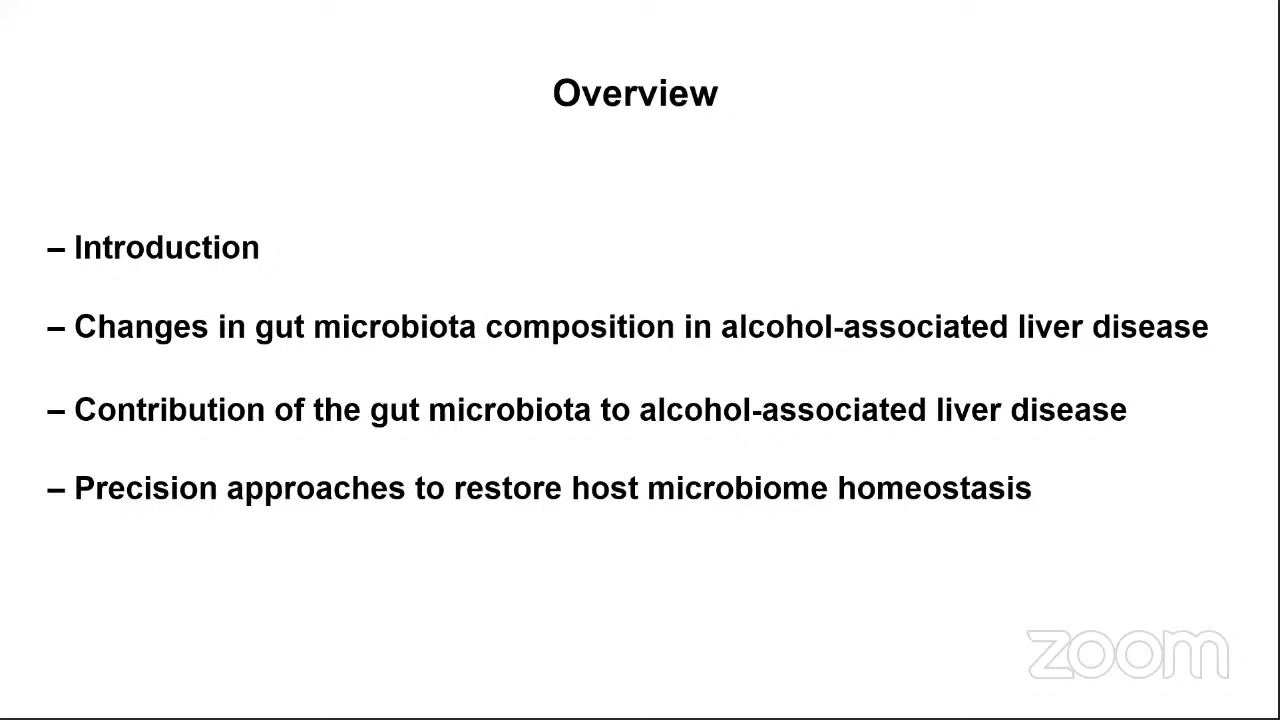 Overview
– Introduction
– Changes in gut microbiota composition in alcohol-associated liver disease
– Contribution of the gut microbiota to alcohol-associated liver disease
– Precision approaches to restore host microbiome homeostasis
zoom